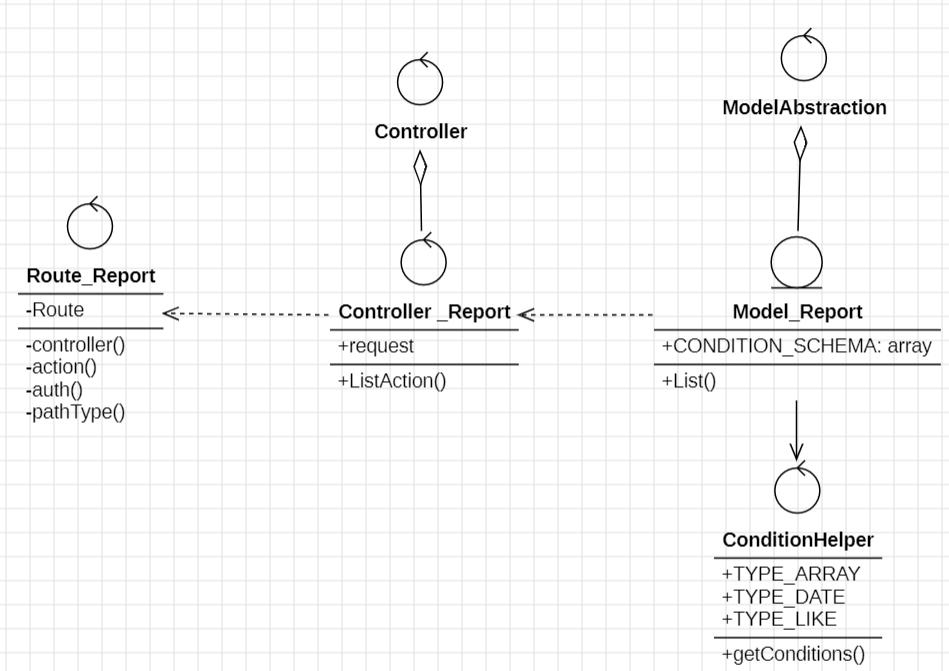 ModelAbstraction
Controller
Route_Report
-Route
-controller()
-action()
-auth()
-pathType()
Controller _Report
+request
+ListAction()
Model_Report
+CONDITION_SCHEMA: array
+List()
ConditionHelper
+TYPE_ARRAY
+TYPE_DATE
+TYPE_LIKE
+getConditions()